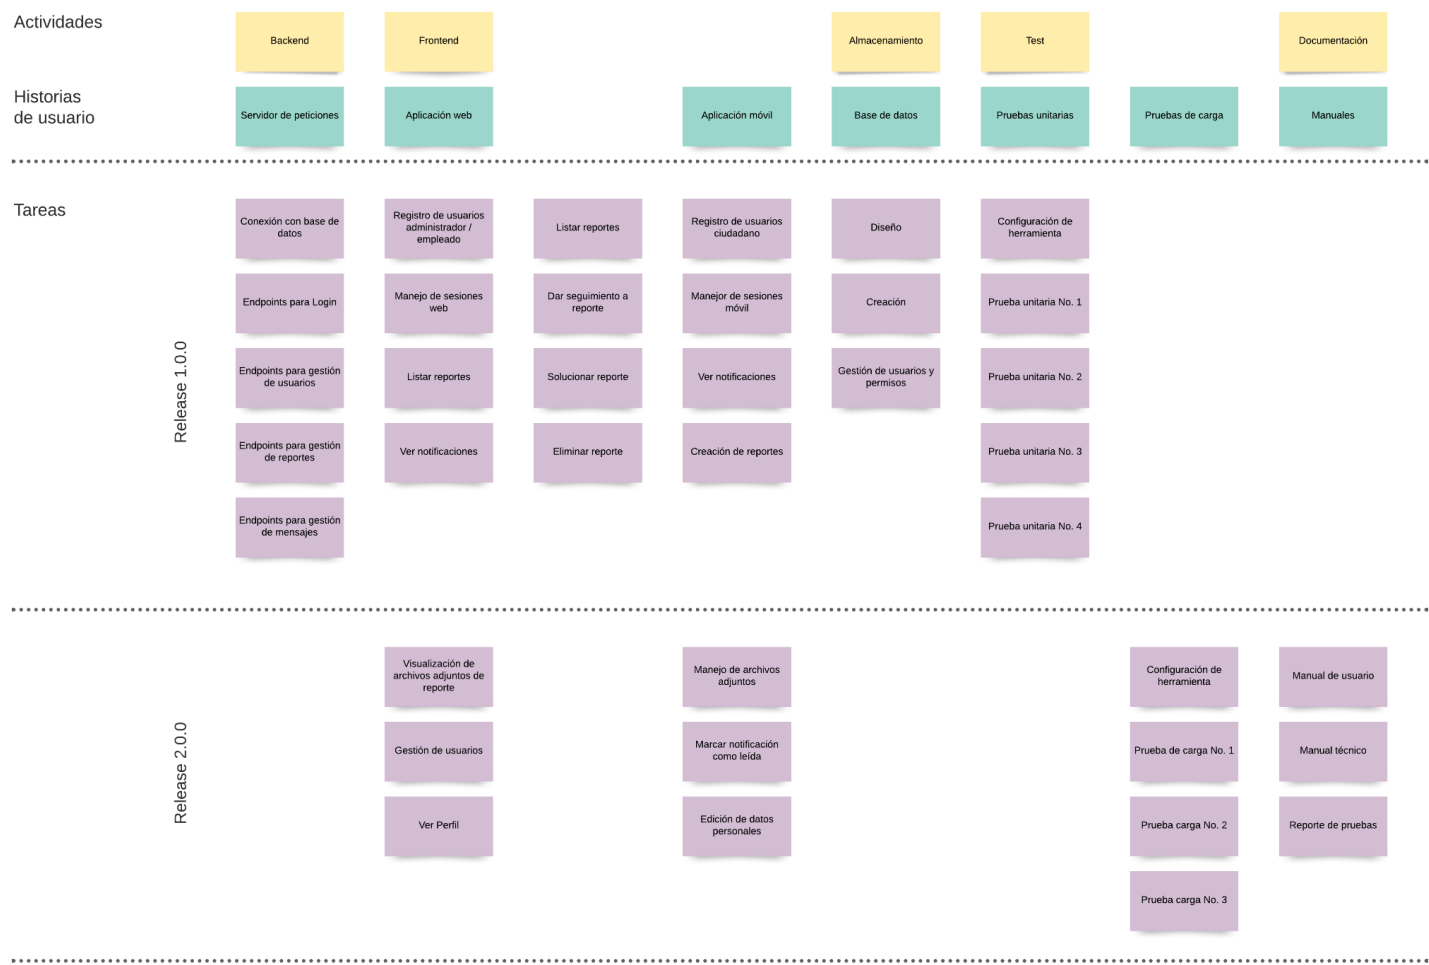 Actividades
Backend
Frontend
Almacenamiento
Test
Documentación
Historias
de usuario
Servidor de peticiones
Aplicación web
Aplicación móvil
Base de datos
Pruebas unitarias
Pruebas de carga
Manuales
Tareas
Release 1.0.0
Conexión con base de
datos
Registro de usuarios
administrador /
empleado
Listar reportes
Registro de usuarios
ciudadano
Diseño
Configuración de
herramienta
Endpoints para Login
Manejo de sesiones
web
Dar seguimiento a
reporte
Manejor de sesiones
móvil
Creación
Prueba unitaria No. 1
Endpoints para gestión
de usuarios
Listar reportes
Solucionar reporte
Ver notificaciones
Gestión de usuarios y
permisos
Prueba unitaria No. 2
Endpoints para gestión
de reportes
Ver notificaciones
Eliminar reporte
Creación de reportes
Prueba unitaria No. 3
Endpoints para gestión
de mensajes
Prueba unitaria No. 4
Release 2.0.0
Visualización de
archivos adjuntos de
reporte
Manejo de archivos
adjuntos
Configuración de
herramienta
Manual de usuario
Gestión de usuarios
Marcar notificación
como leída
Prueba de carga No. 1
Manual técnico
Ver Perfil
Edición de datos
personales
Prueba carga No. 2
Reporte de pruebas
Prueba carga No. 3